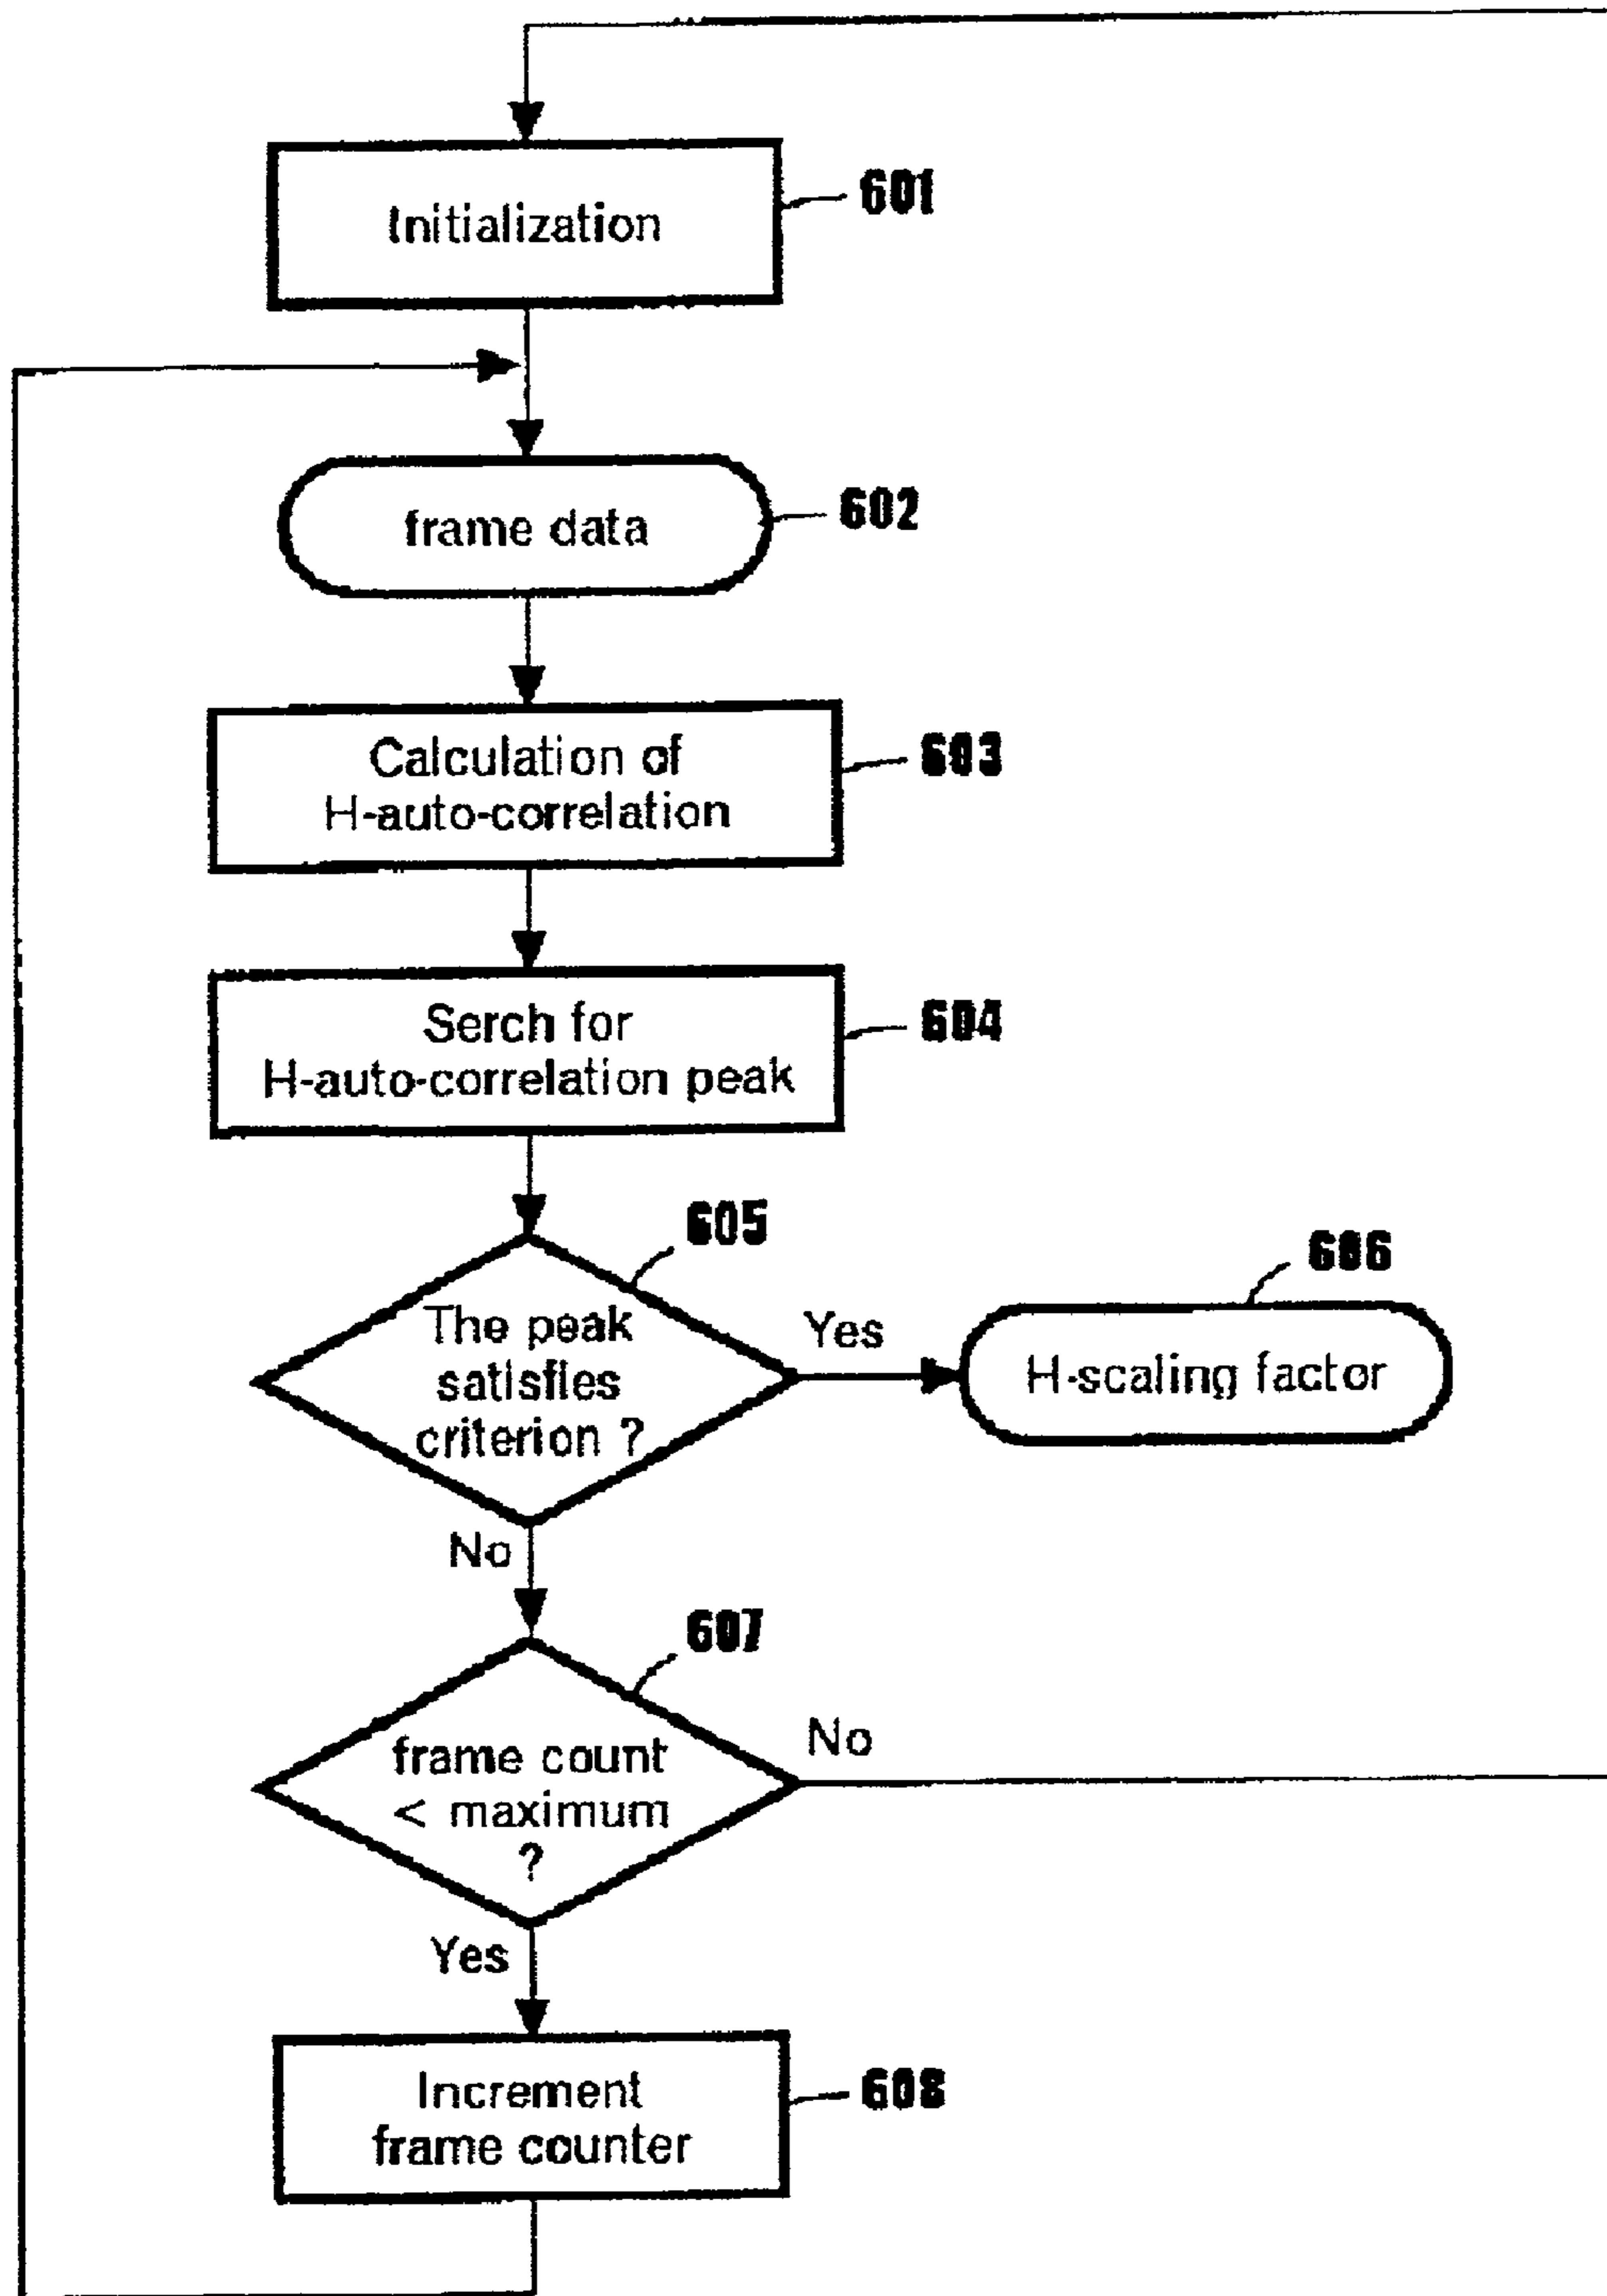 Initialization
601
frame data
602
Calculation of
H-auto-correlation
603
Serch for
H-auto-correlation peak
604
605
The peak
satisfies
criterion ?
Yes
606
H-scaling factor
No
607
frame count
< maximum
?
No
Yes
Increment
frame counter
608